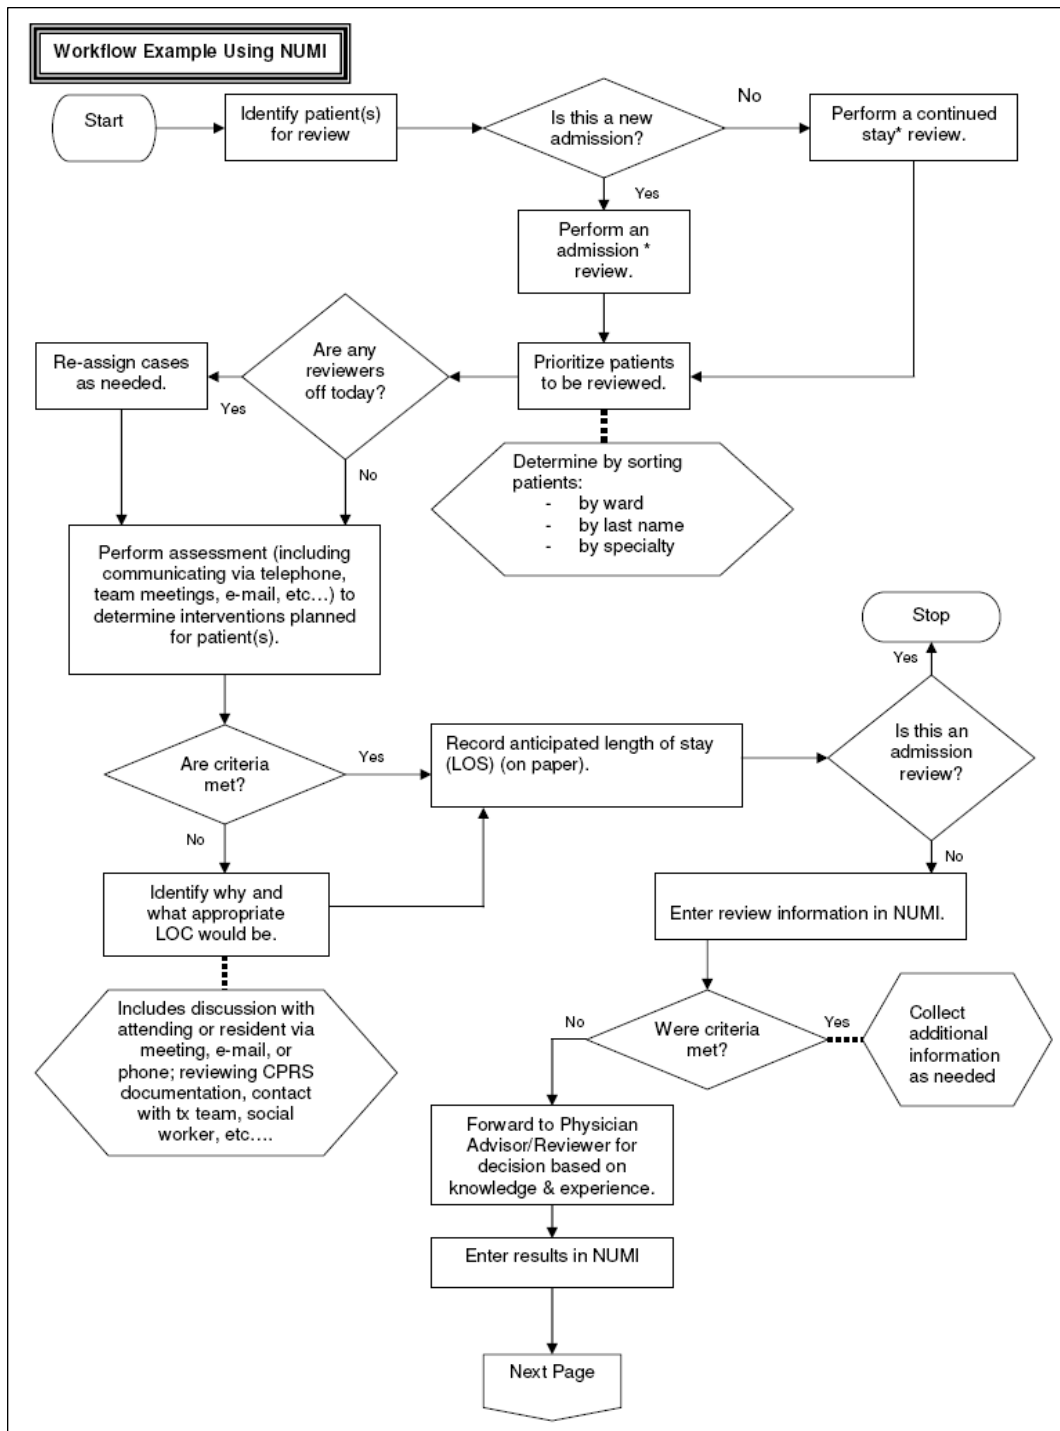 Workflow Example Using NUMI
Start
Identify patient(s)
for review
Is this a new
admission?
No
Perform a continued
stay* review.
Yes
Perform an
admission *
review.
Re-assign cases
as needed.
Yes
Are any
reviewers
off today?
No
Prioritize patients
to be reviewed.
Determine by sorting
patients:
- by ward
- by last name
- by specialty
Perform assessment (including
communicating via telephone,
team meetings, e-mail, etc…) to
determine interventions planned
for patient(s).
Stop
Yes
Is this an
admission
review?
No
Are criteria
met?
Yes
Record anticipated length of stay
(LOS) (on paper).
No
Identify why and
what appropriate
LOC would be.
Enter review information in NUMI.
Includes discussion with
attending or resident via
meeting, e-mail, or
phone; reviewing CPRS
documentation, contact
with tx team, social
worker, etc….
No
Were criteria
met?
Yes
Collect
additional
information
as needed
Forward to Physician
Advisor/Reviewer for
decision based on
knowledge & experience.
Enter results in NUMI
Next Page